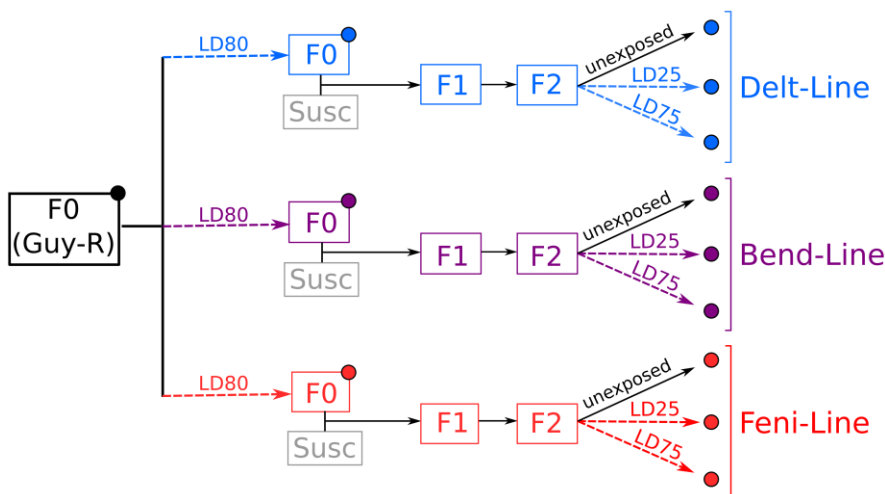 LD80
F0
Susc
F1
F2
unexposed
LD25
LD75
Delt-Line
F0
(Guy-R)
LD80
F0
Susc
F1
F2
unexposed
LD25
LD75
Bend-Line
LD80
F0
Susc
F1
F2
unexposed
LD25
LD75
Feni-Line